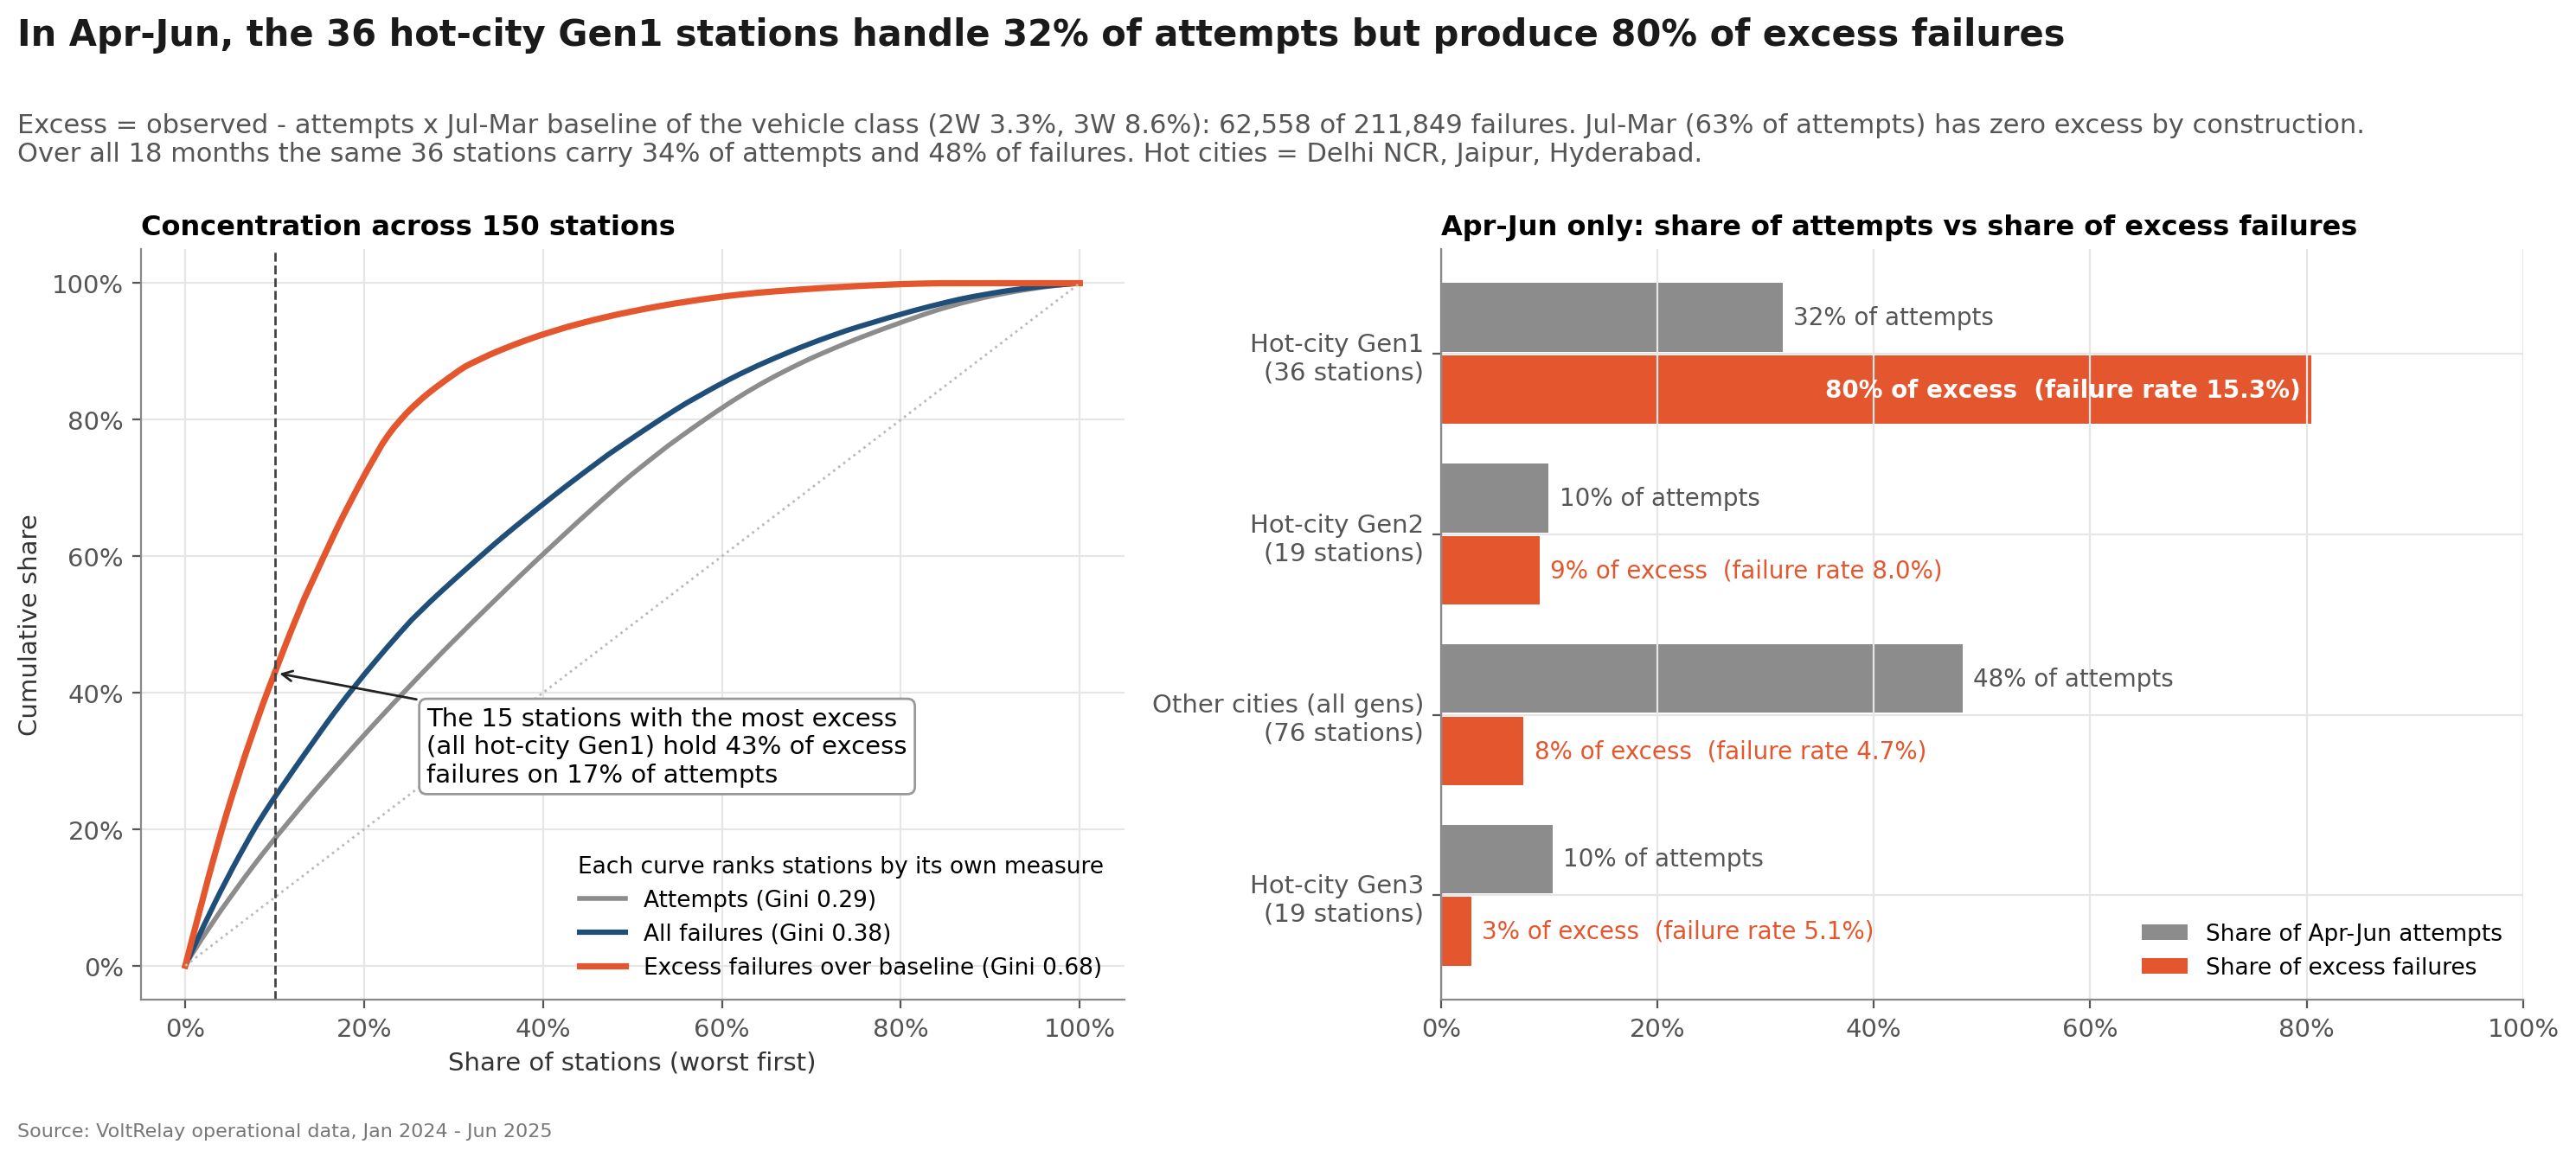 In Apr-Jun, the 36 hot-city Gen1 stations handle 32% of attempts but produce 80% of excess failures
Excess = observed - attempts x Jul-Mar baseline of the vehicle class (2W 3.3%, 3W 8.6%): 62,558 of 211,849 failures. Jul-Mar (63% of attempts) has zero excess by construction.
Over all 18 months the same 36 stations carry 34% of attempts and 48% of failures. Hot cities = Delhi NCR, Jaipur, Hyderabad.
Concentration across 150 stations
Cumulative share
100%
80%
60%
40%
20%
0%
The 15 stations with the most excess
(all hot-city Gen1) hold 43% of excess
failures on 17% of attempts
Each curve ranks stations by its own measure
Attempts (Gini 0.29)
All failures (Gini 0.38)
Excess failures over baseline (Gini 0.68)
0%
20%
40%
60%
80%
100%
Share of stations (worst first)
Apr-Jun only: share of attempts vs share of excess failures
Hot-city Gen1
(36 stations)
32% of attempts
80% of excess (failure rate 15.3%)
Hot-city Gen2
(19 stations)
10% of attempts
9% of excess (failure rate 8.0%)
Other cities (all gens)
(76 stations)
48% of attempts
8% of excess (failure rate 4.7%)
Hot-city Gen3
(19 stations)
10% of attempts
3% of excess (failure rate 5.1%)
Share of Apr-Jun attempts
Share of excess failures
0%
20%
40%
60%
80%
100%
Source: VoltRelay operational data, Jan 2024 - Jun 2025